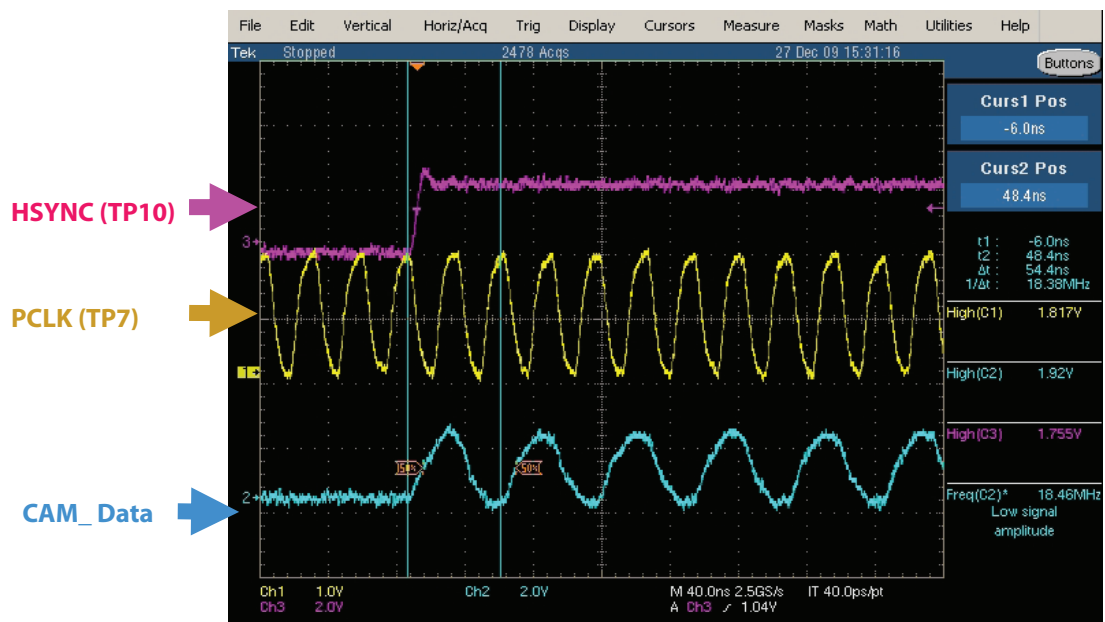 File Edit Vertical Horiz/Acq Trig Display Cursors Measure Masks Math Utilities Help
Tek Stopped 2478 Acqs 27 Dec 09 15:31:16
Buttons
Curs1 Pos
-6.0ns
Curs2 Pos
48.4ns
HSYNC (TP10)
3
t1 : -6.0ns
t2 : 48.4ns
Δt : 54.4ns
1/Δt : 18.38MHz
PCLK (TP7)
High(C1) 1.817V
1
High(C2) 1.92V
High(C3) 1.755V
50% 50%
2
CAM_ Data
Freq(C2)* 18.46MHz
Low signal
amplitude
Ch1 1.0V Ch2 2.0V M 40.0ns 2.5GS/s IT 40.0ps/pt
Ch3 2.0V A Ch3 / 1.04V